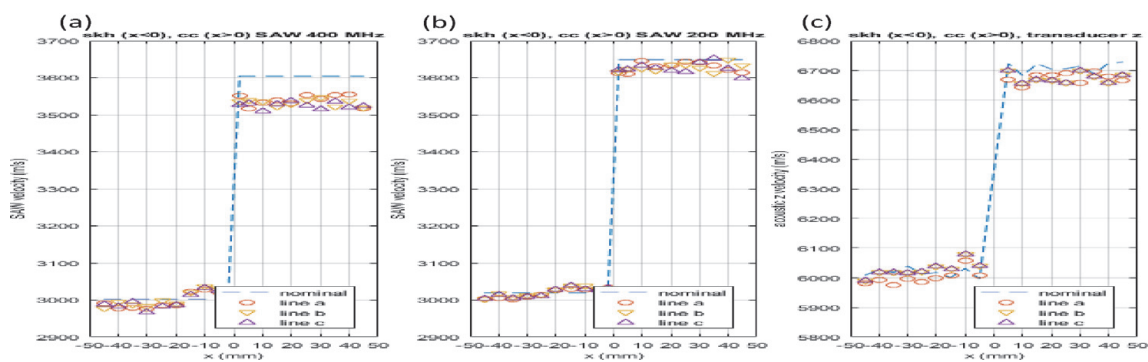 (a)
skh (x<0), cc (x>0) SAW 400 MHz
3700
3600
3500
3400
3300
3200
3100
3000
2900
SAW velocity (m/s)
-50 -40 -30 -20 -10 0 10 20 30 40 50
x (mm)
nominal
line a
line b
line c
(b)
skh (x<0), cc (x>0) SAW 200 MHz
3700
3600
3500
3400
3300
3200
3100
3000
2900
SAW velocity (m/s)
-50 -40 -30 -20 -10 0 10 20 30 40 50
x (mm)
nominal
line a
line b
line c
(c)
skh (x<0), cc (x>0), transducer z
6800
6700
6600
6500
6400
6300
6200
6100
6000
5900
5800
acoustic z velocity (m/s)
-50 -40 -30 -20 -10 0 10 20 30 40 50
x (mm)
nominal
line a
line b
line c